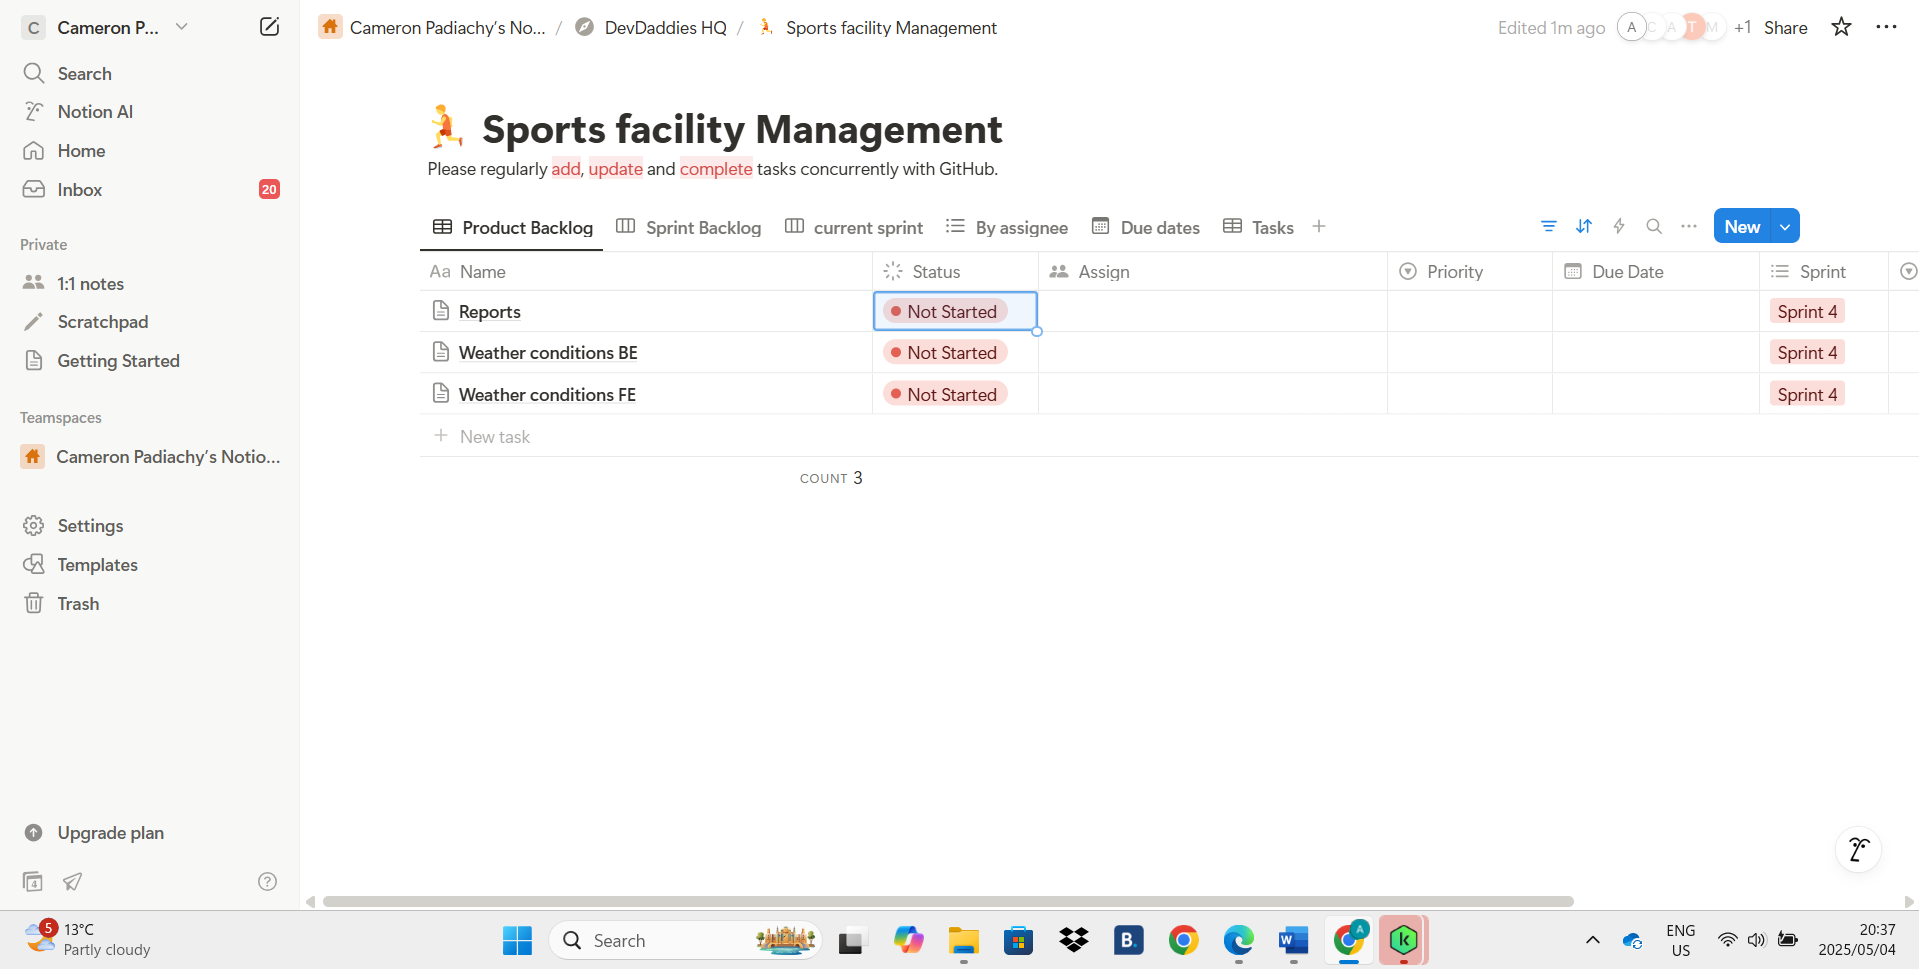 C Cameron P...
Search
Notion AI
Home
Inbox 20
Private
1:1 notes
Scratchpad
Getting Started
Teamspaces
Cameron Padiachy's Notio...
Settings
Templates
Trash
Upgrade plan
4
Cameron Padiachy's No... / DevDaddies HQ / Sports facility Management
Edited 1m ago A C A T M +1 Share
Sports facility Management
Please regularly add, update and complete tasks concurrently with GitHub.
Product Backlog Sprint Backlog current sprint By assignee Due dates Tasks
New
Aa Name Status Assign Priority Due Date Sprint
Reports Not Started Sprint 4
Weather conditions BE Not Started Sprint 4
Weather conditions FE Not Started Sprint 4
New task
COUNT 3
5 13°C
Partly cloudy
Search
B.
W
A
k
ENG
US
20:37
2025/05/04